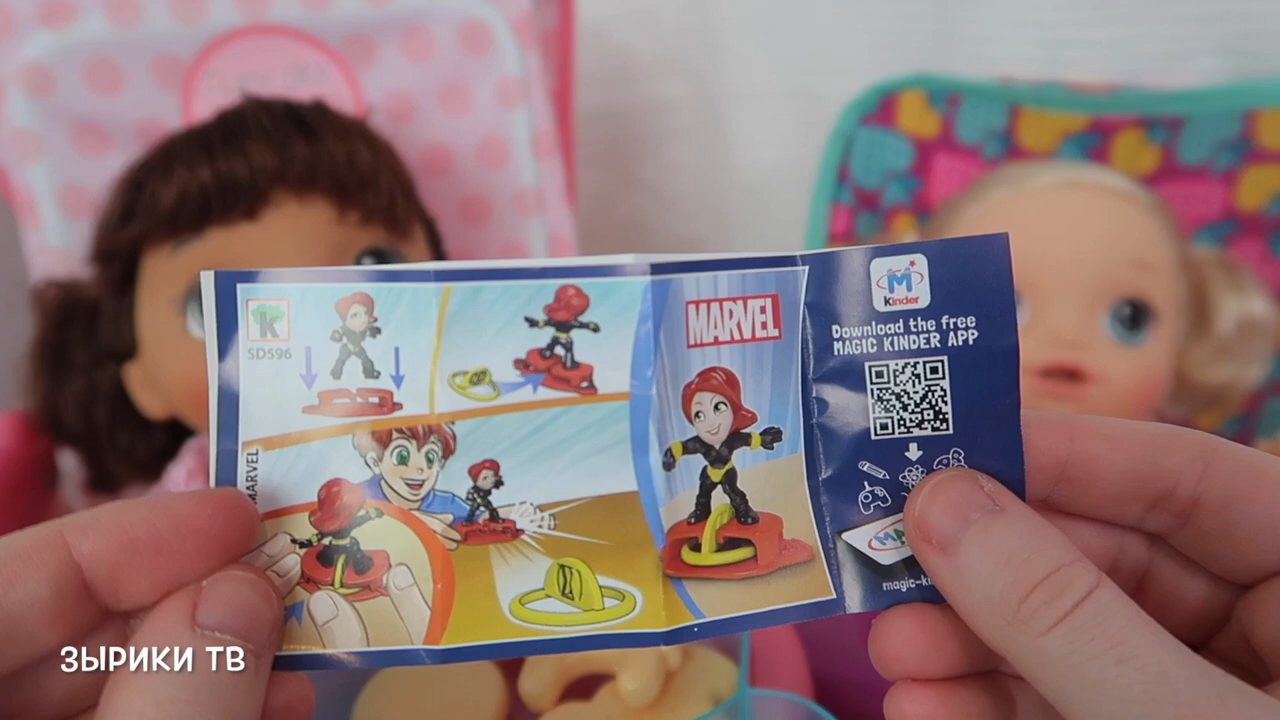 k
SD596
MARVEL
MARVEL
M
kinder
Download the free
MAGIC KINDER APP
ЗЫРИКИ ТВ